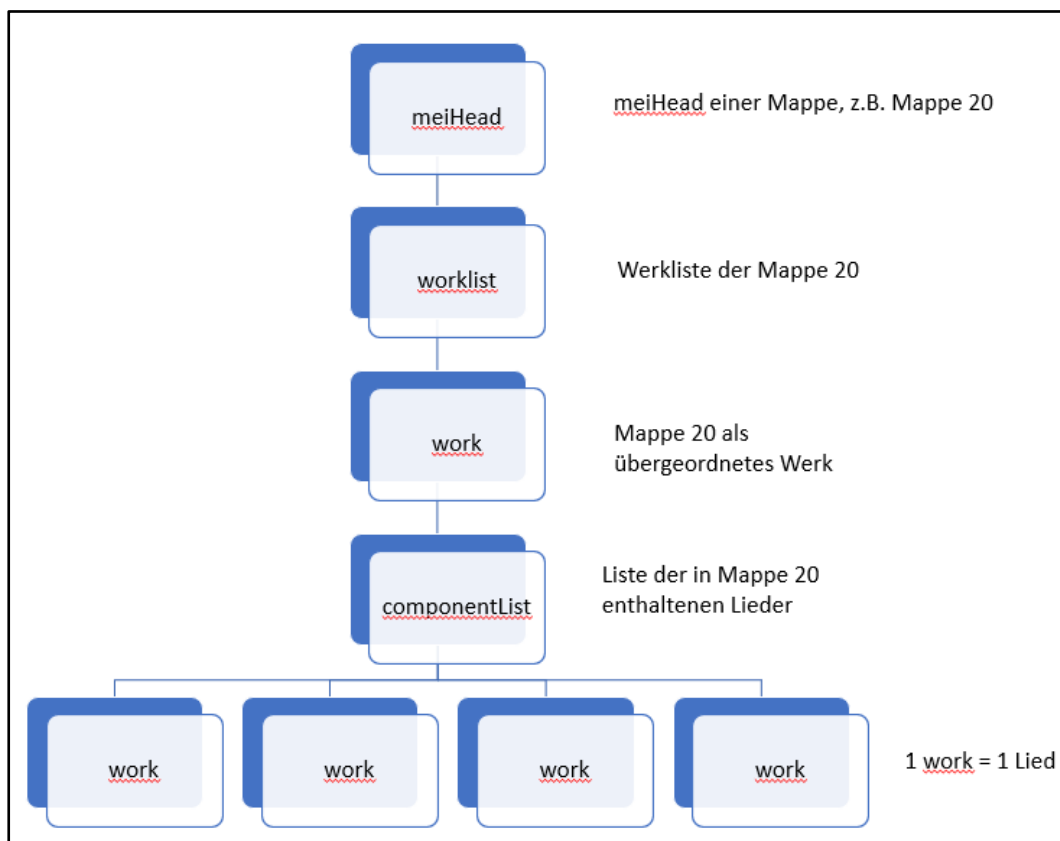 meiHead
meiHead einer Mappe, z.B. Mappe 20
worklist
Werkliste der Mappe 20
work
Mappe 20 als
übergeordnetes Werk
componentList
Liste der in Mappe 20
enthaltenen Lieder
work
work
work
work
1 work = 1 Lied